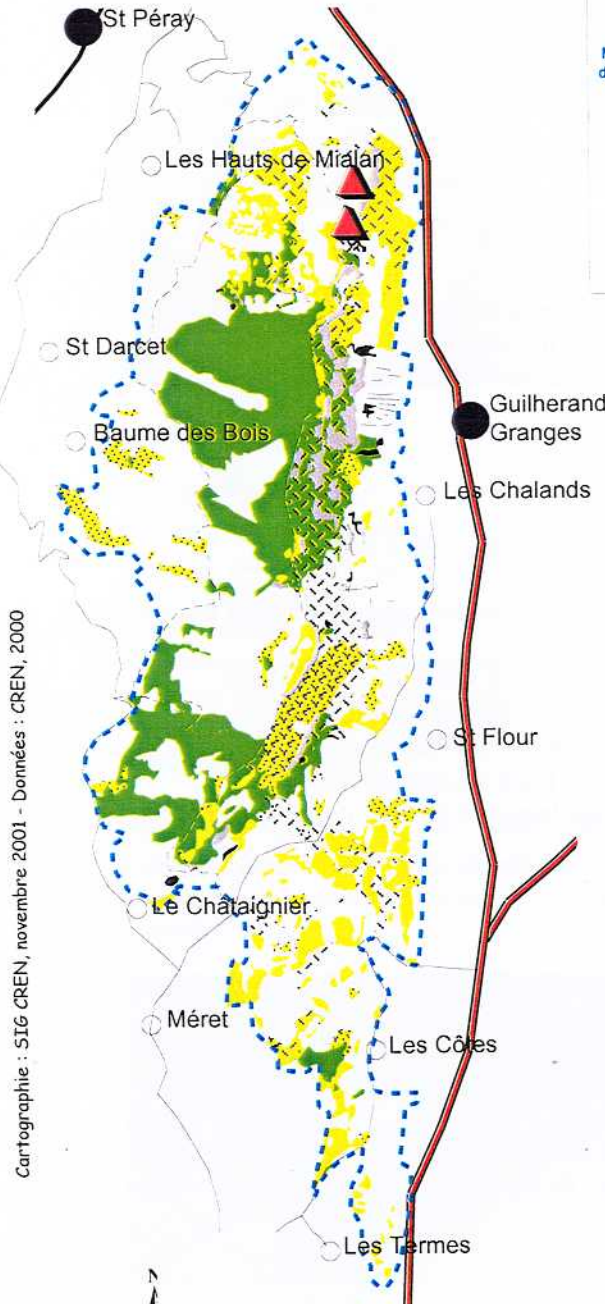 St Péray
Les Hauts de Mialan
St Darcet
Guilherand
Granges
Baume des Bois
Les Chalands
St Flour
Le Châtaignier
Méret
Les Côtes
Les Termes
Cartographie : SIG CREN, novembre 2001 - Données : CREN, 2000